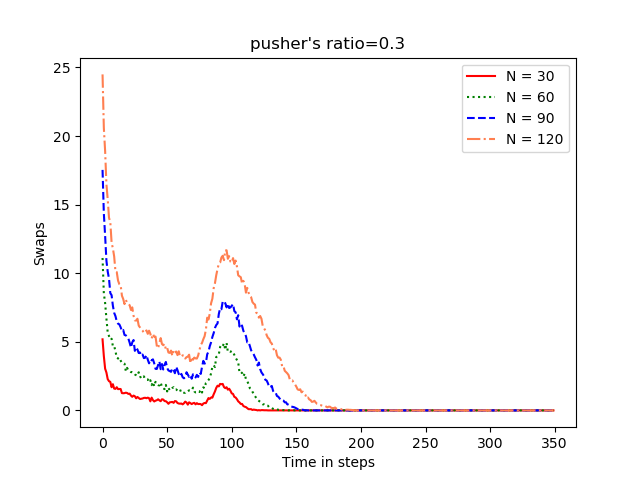 pusher's ratio=0.3
25
20
15
10
5
0
Swaps
N = 30
N = 60
N = 90
N = 120
0 50 100 150 200 250 300 350
Time in steps